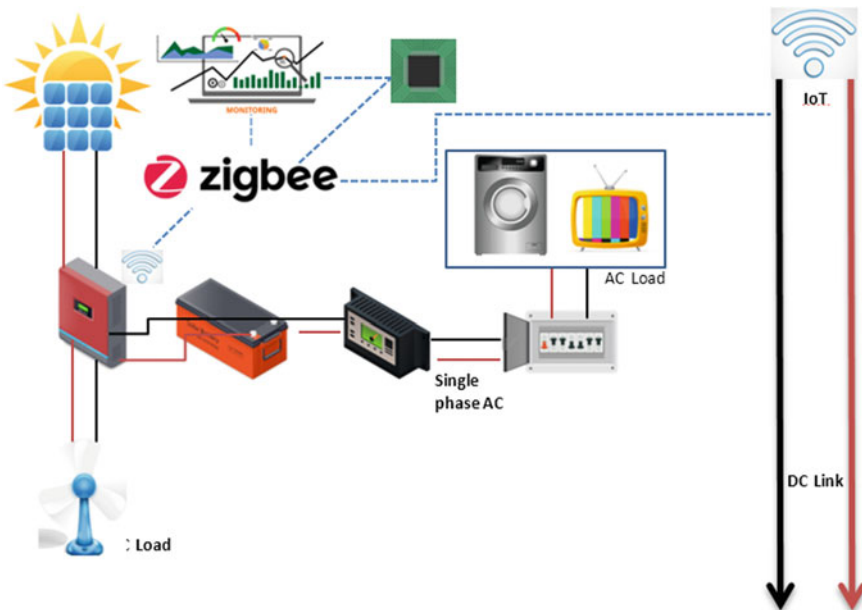 MONITORING
IoT
zigbee
AC Load
Single
phase AC
DC Link
C Load